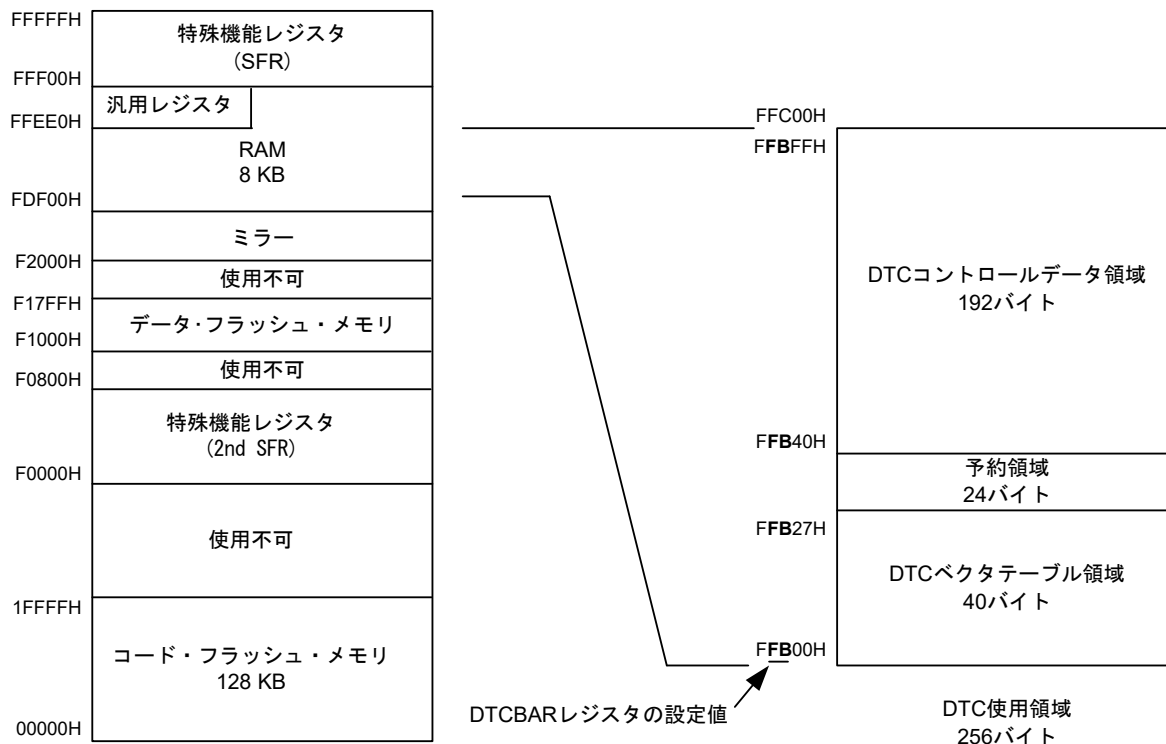 FFFFFH
特殊機能レジスタ
(SFR)
FFF00H
汎用レジスタ
FFEE0H
RAM
8 KB
FDF00H
ミラー
F2000H
使用不可
F17FFH
データ・フラッシュ・メモリ
F1000H
使用不可
F0800H
特殊機能レジスタ
(2nd SFR)
F0000H
使用不可
1FFFFH
コード・フラッシュ・メモリ
128 KB
00000H
FFC00H
FFBFFH
DTCコントロールデータ領域
192バイト
FFB40H
予約領域
24バイト
FFB27H
DTCベクタテーブル領域
40バイト
FFB00H
DTCBARレジスタの設定値
DTC使用領域
256バイト